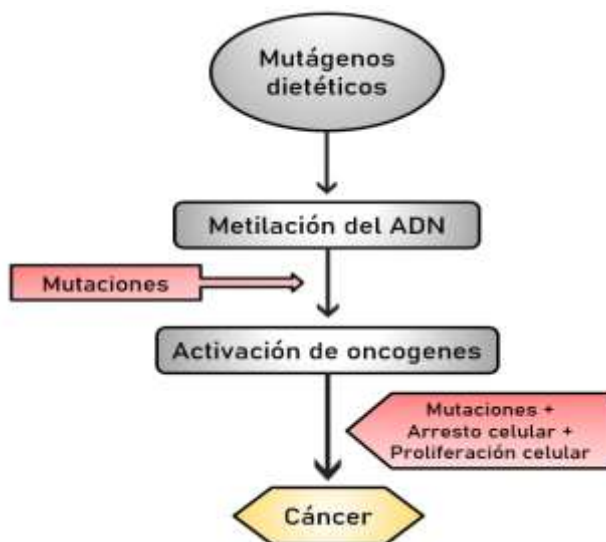 Mutágenos
dietéticos
Metilación del ADN
Mutaciones
Activación de oncogenes
Mutaciones +
Arresto celular +
Proliferación celular
Cáncer